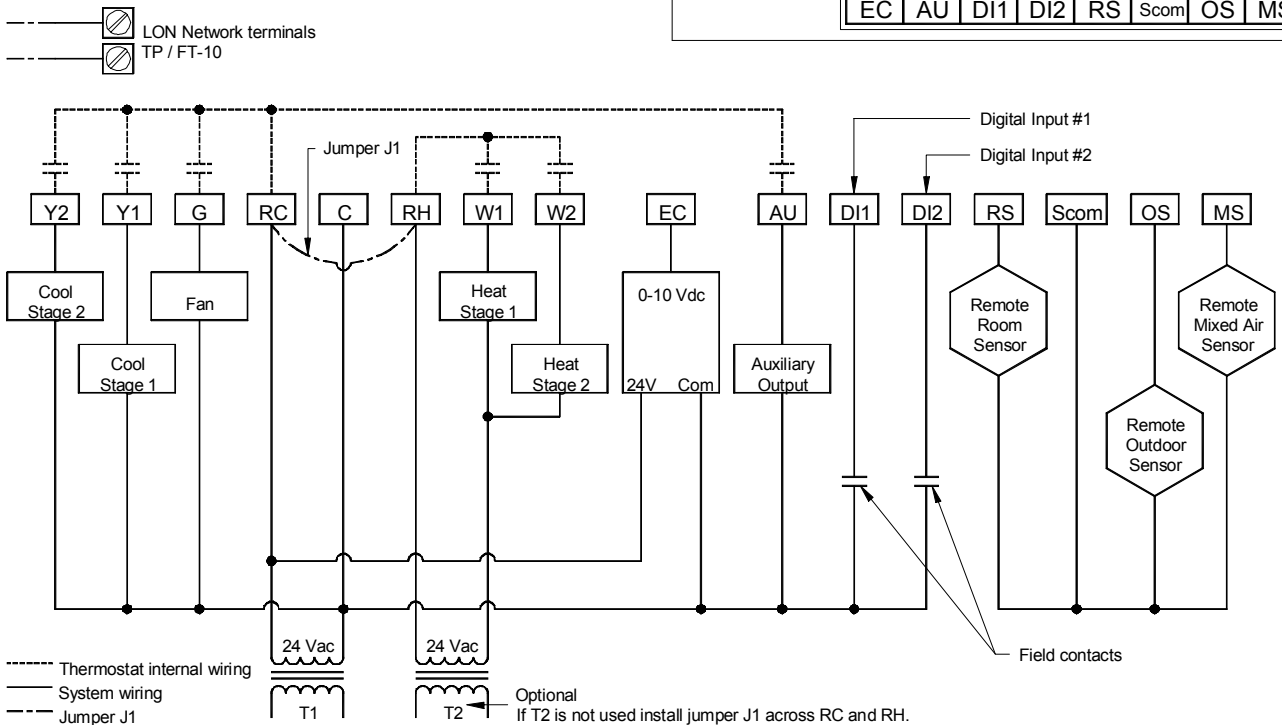 EC AU DI1 DI2 RS Scom OS MS
LON Network terminals
TP / FT-10
Jumper J1
Digital Input #1
Digital Input #2
Y2 Y1 G RC C RH W1 W2 EC AU DI1 DI2 RS Scom OS MS
Cool
Stage 2
Fan
Heat
Stage 1
0-10 Vdc
Cool
Stage 1
Heat
Stage 2
24V Com
Auxiliary
Output
Remote
Room
Sensor
Remote
Mixed Air
Sensor
Remote
Outdoor
Sensor
24 Vac
24 Vac
Field contacts
Thermostat internal wiring
System wiring
Jumper J1
T1
T2
Optional
If T2 is not used install jumper J1 across RC and RH.